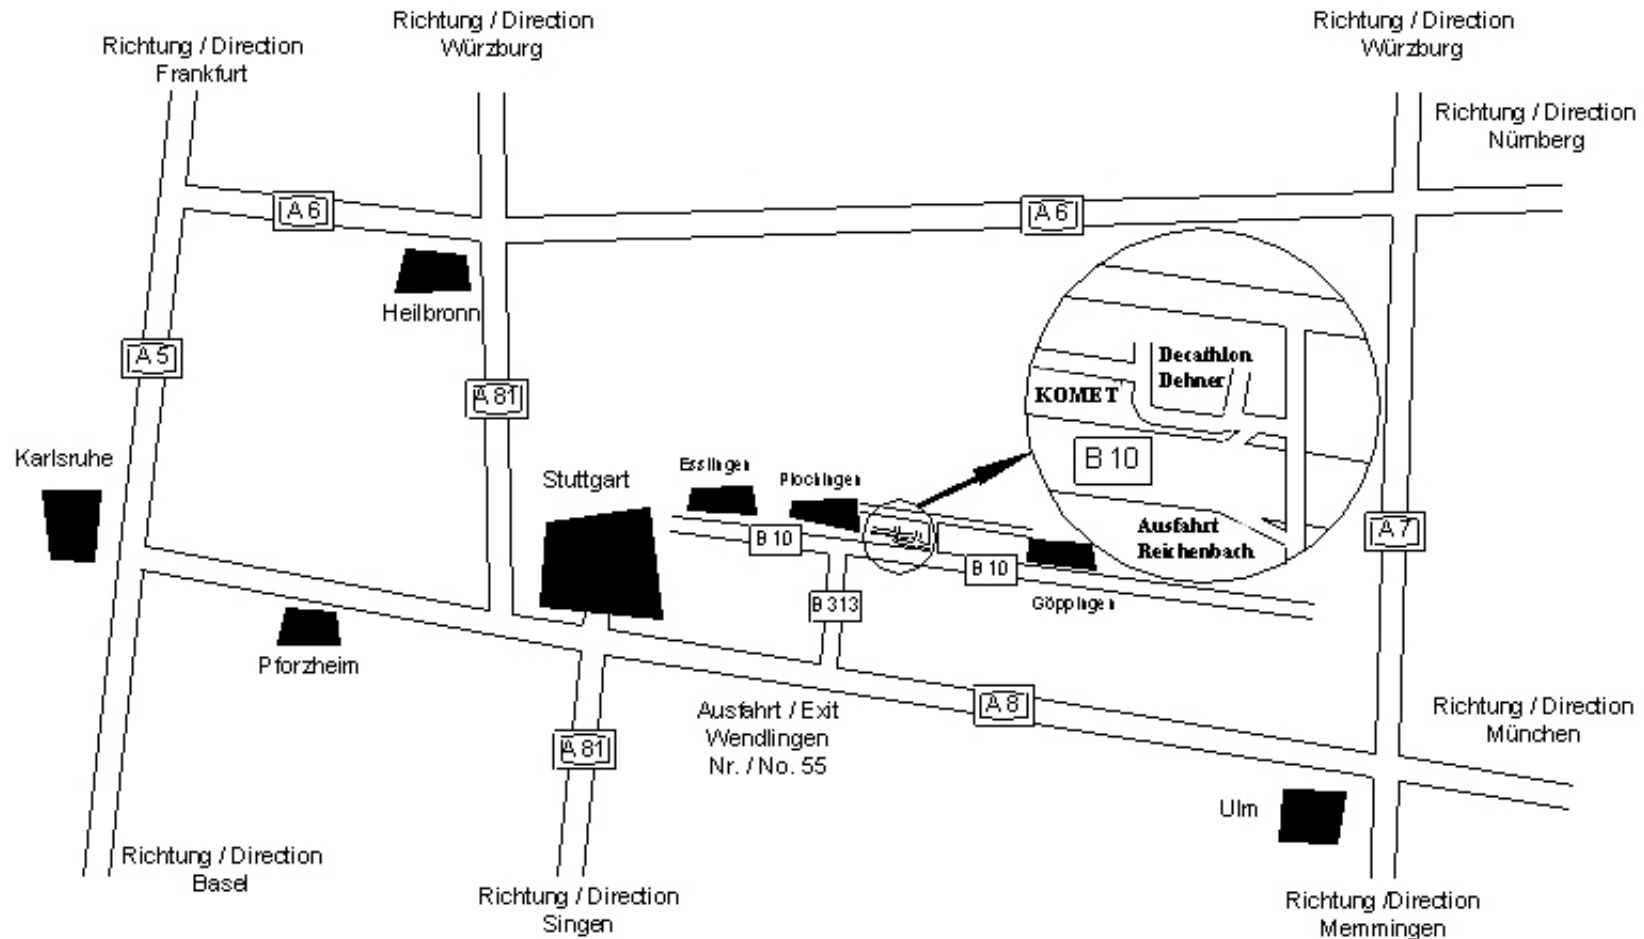 Richtung / Direction
Frankfurt
Richtung / Direction
Würzburg
Richtung / Direction
Würzburg
Richtung / Direction
Nürnberg
A 6
A 6
Heilbronn
A 5
A 81
Decathlon
Dehner
KOMET
B 10
Ausfahrt
Reichenbach
Karlsruhe
Stuttgart
Esslingen
Plochingen
B 10
B 10
A 7
B 313
Göppingen
Pforzheim
A 8
Ausfahrt / Exit
Wendlingen
Nr. / No. 55
A 81
Richtung / Direction
München
Ulm
Richtung / Direction
Basel
Richtung / Direction
Singen
Richtung /Direction
Memmingen